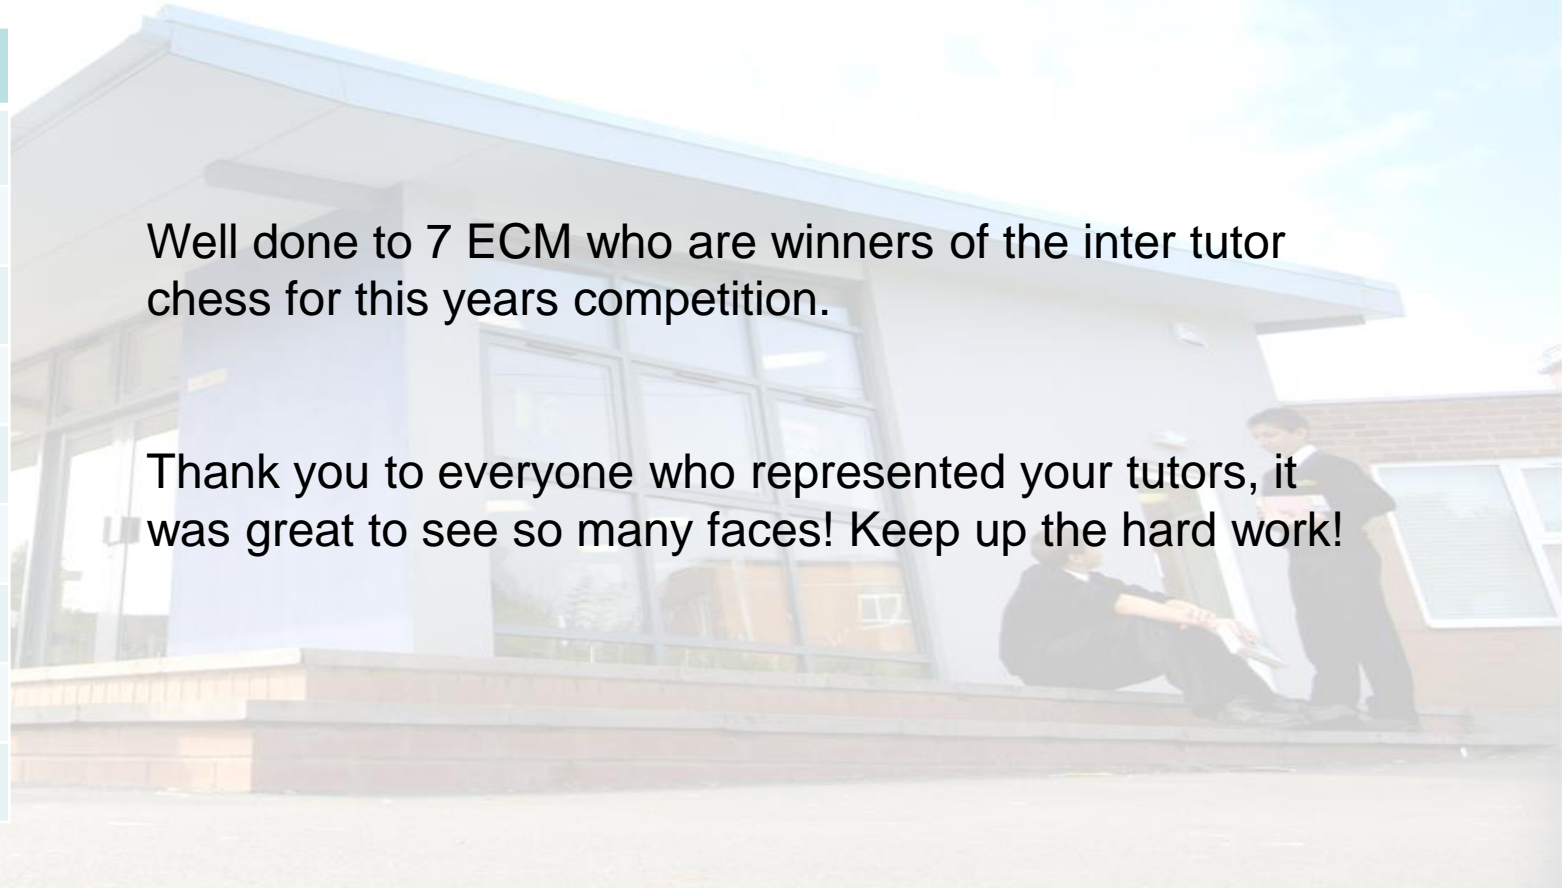 Well done to 7 ECM who are winners of the inter tutor
chess for this years competition.
Thank you to everyone who represented your tutors, it
was great to see so many faces! Keep up the hard work!